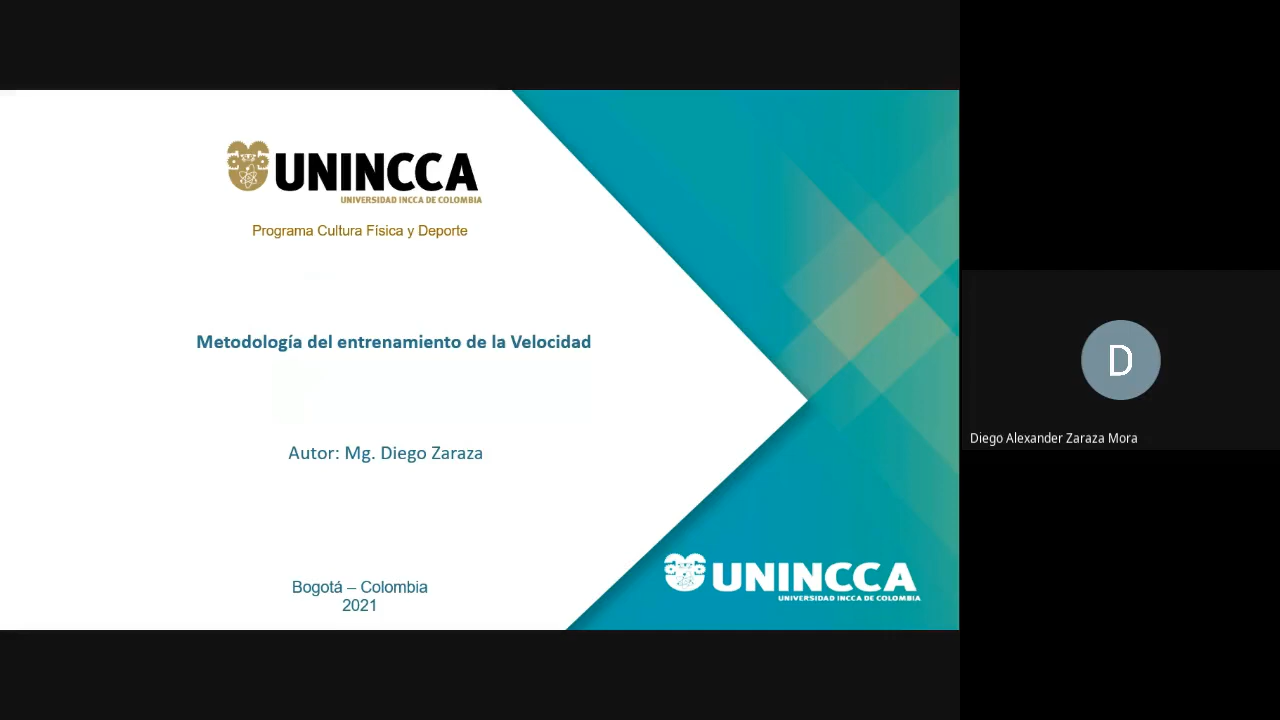 UNINCCA
UNIVERSIDAD INCCA DE COLOMBIA
Programa Cultura Física y Deporte
Metodología del entrenamiento de la Velocidad
Autor: Mg. Diego Zaraza
Bogotá – Colombia
2021
UNINCCA
UNIVERSIDAD INCCA DE COLOMBIA
D
Diego Alexander Zaraza Mora